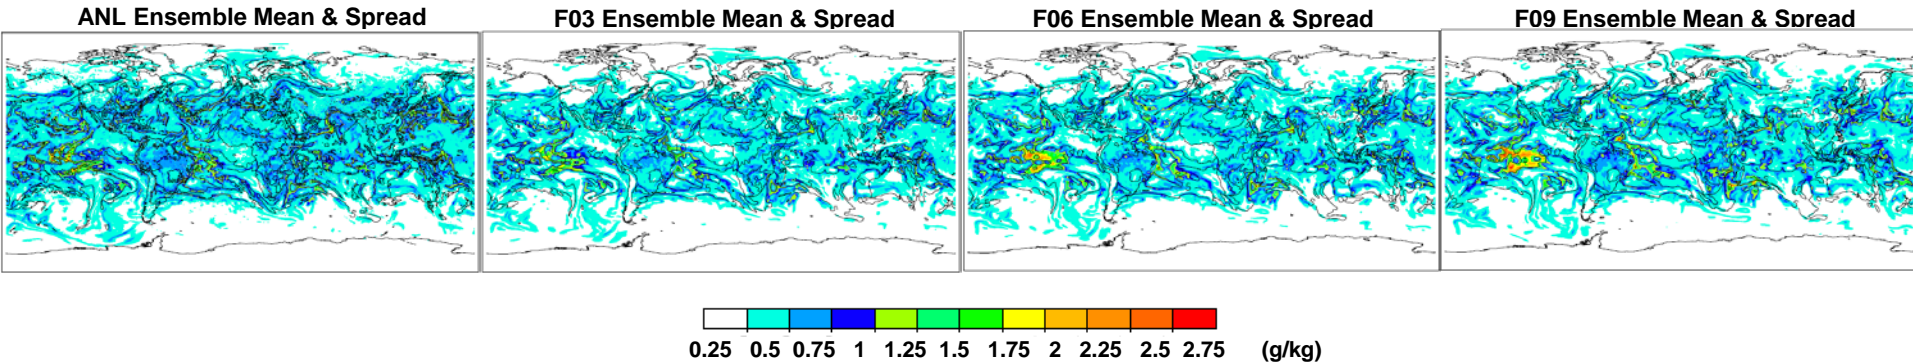 ANL Ensemble Mean & Spread
F03 Ensemble Mean & Spread
F06 Ensemble Mean & Spread
F09 Ensemble Mean & Spread
0.25 0.5 0.75 1 1.25 1.5 1.75 2 2.25 2.5 2.75 (g/kg)